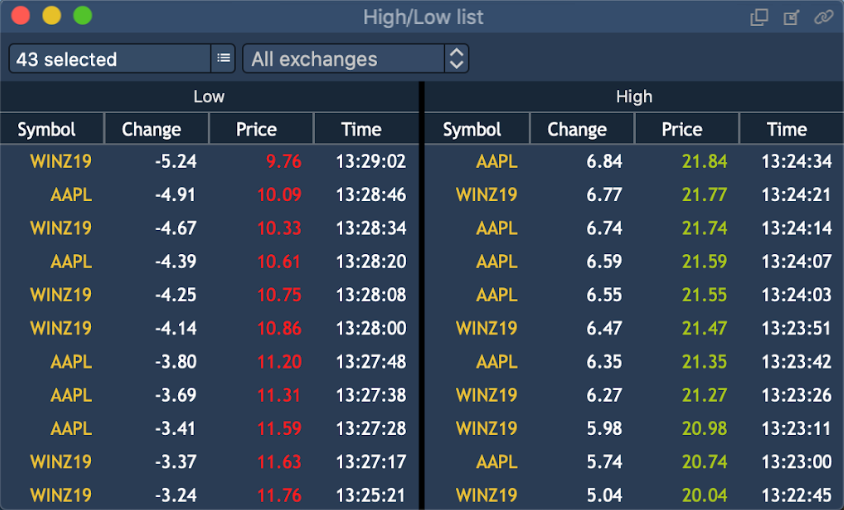 High/Low list
43 selected All exchanges
Low High
Symbol Change Price Time Symbol Change Price Time
WINZ19 -5.24 9.76 13:29:02 AAPL 6.84 21.84 13:24:34
AAPL -4.91 10.09 13:28:46 WINZ19 6.77 21.77 13:24:21
WINZ19 -4.67 10.33 13:28:34 AAPL 6.74 21.74 13:24:14
AAPL -4.39 10.61 13:28:20 AAPL 6.59 21.59 13:24:07
WINZ19 -4.25 10.75 13:28:08 AAPL 6.55 21.55 13:24:03
WINZ19 -4.14 10.86 13:28:00 WINZ19 6.47 21.47 13:23:51
AAPL -3.80 11.20 13:27:48 AAPL 6.35 21.35 13:23:42
AAPL -3.69 11.31 13:27:38 WINZ19 6.27 21.27 13:23:26
AAPL -3.41 11.59 13:27:28 WINZ19 5.98 20.98 13:23:11
WINZ19 -3.37 11.63 13:27:17 AAPL 5.74 20.74 13:23:00
WINZ19 -3.24 11.76 13:25:21 WINZ19 5.04 20.04 13:22:45